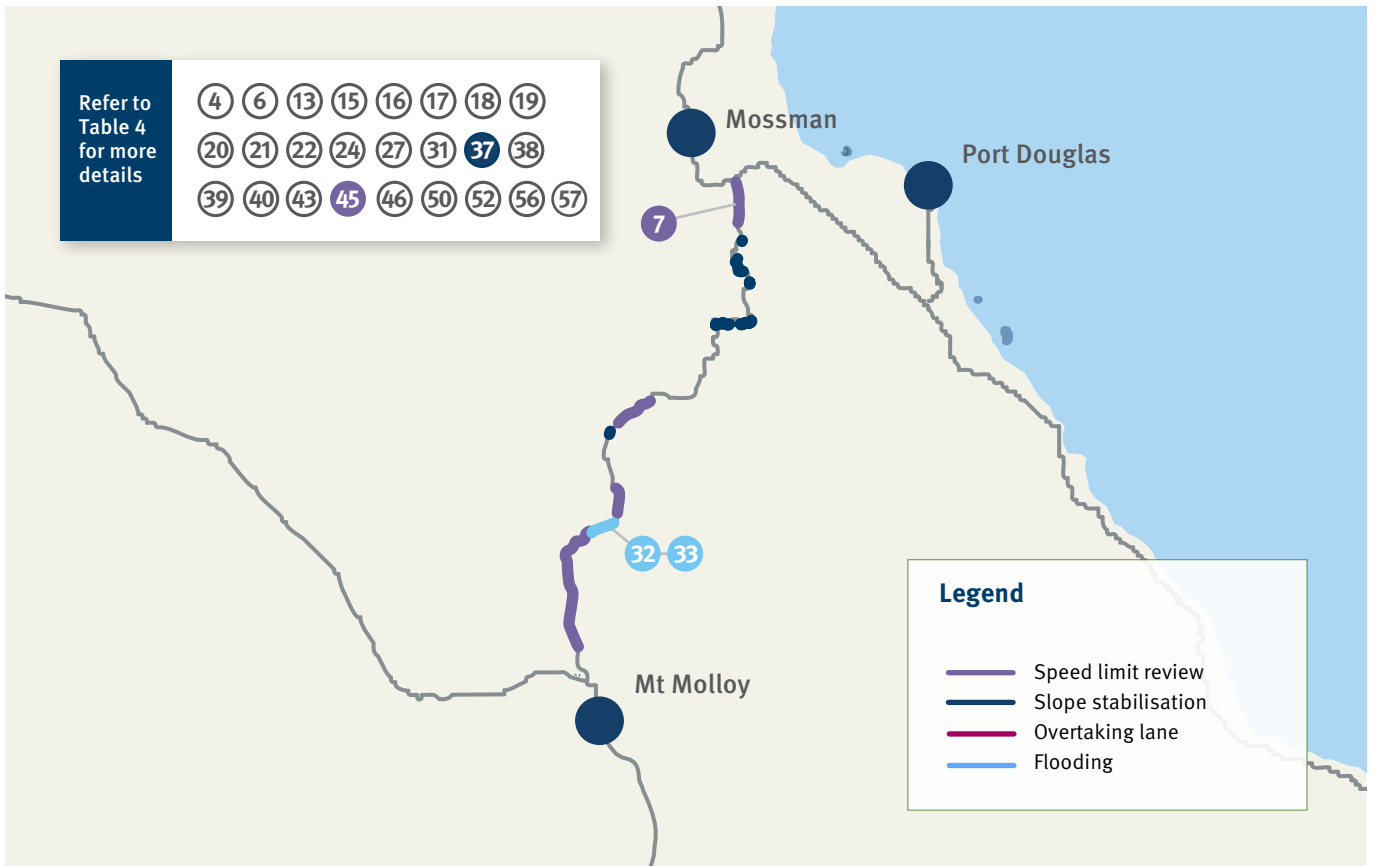 Refer to
Table 4
for more
details
4 6 13 15 16 17 18 19
20 21 22 24 27 31 37 38
39 40 43 45 46 50 52 56 57
Mossman
Port Douglas
7
32 33
Mt Molloy
Legend
Speed limit review
Slope stabilisation
Overtaking lane
Flooding